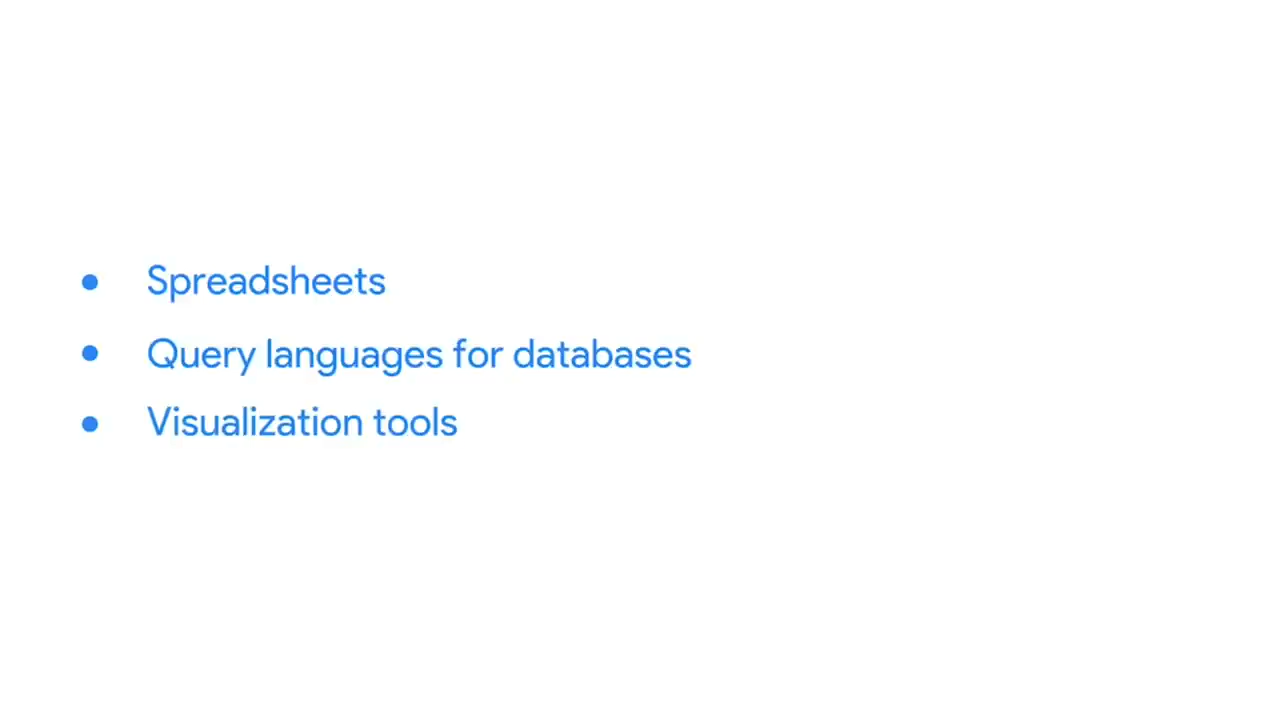 • Spreadsheets
• Query languages for databases
• Visualization tools